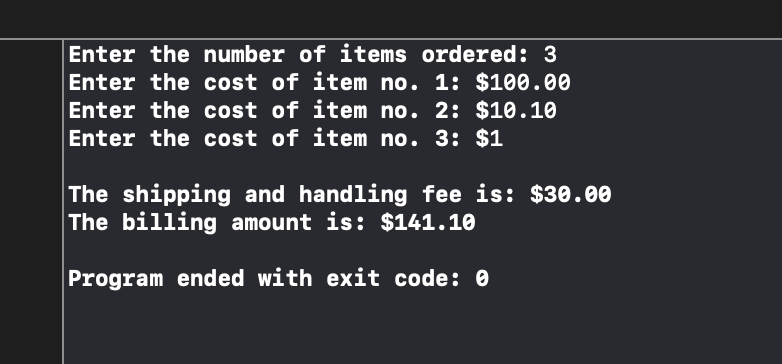 Enter the number of items ordered: 3
Enter the cost of item no. 1: $100.00
Enter the cost of item no. 2: $10.10
Enter the cost of item no. 3: $1
The shipping and handling fee is: $30.00
The billing amount is: $141.10
Program ended with exit code: 0